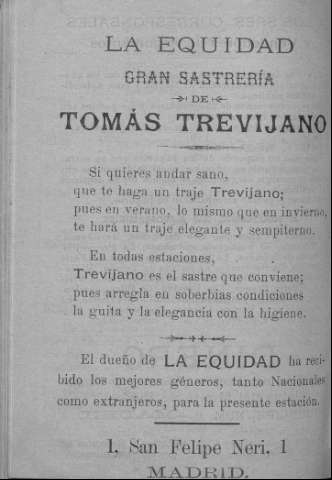 LA EQUIDAD
GRAN SASTRERÍA
DE
TOMÁS TREVIJANO
Si quieres andar sano,
que te haga un traje Trevijano;
pues en verano, lo mismo que en invierno,
te hará un traje elegante y sempiterno.
En todas estaciones,
Trevijano es el sastre que conviene;
pues arregla en soberbias condiciones
la guita y la elegancia con la higiene.
El dueño de LA EQUIDAD ha reci-
bido los mejores géneros, tanto Nacionales
como extranjeros, para la presente estación.
1, San Felipe Neri, 1
MADRID.